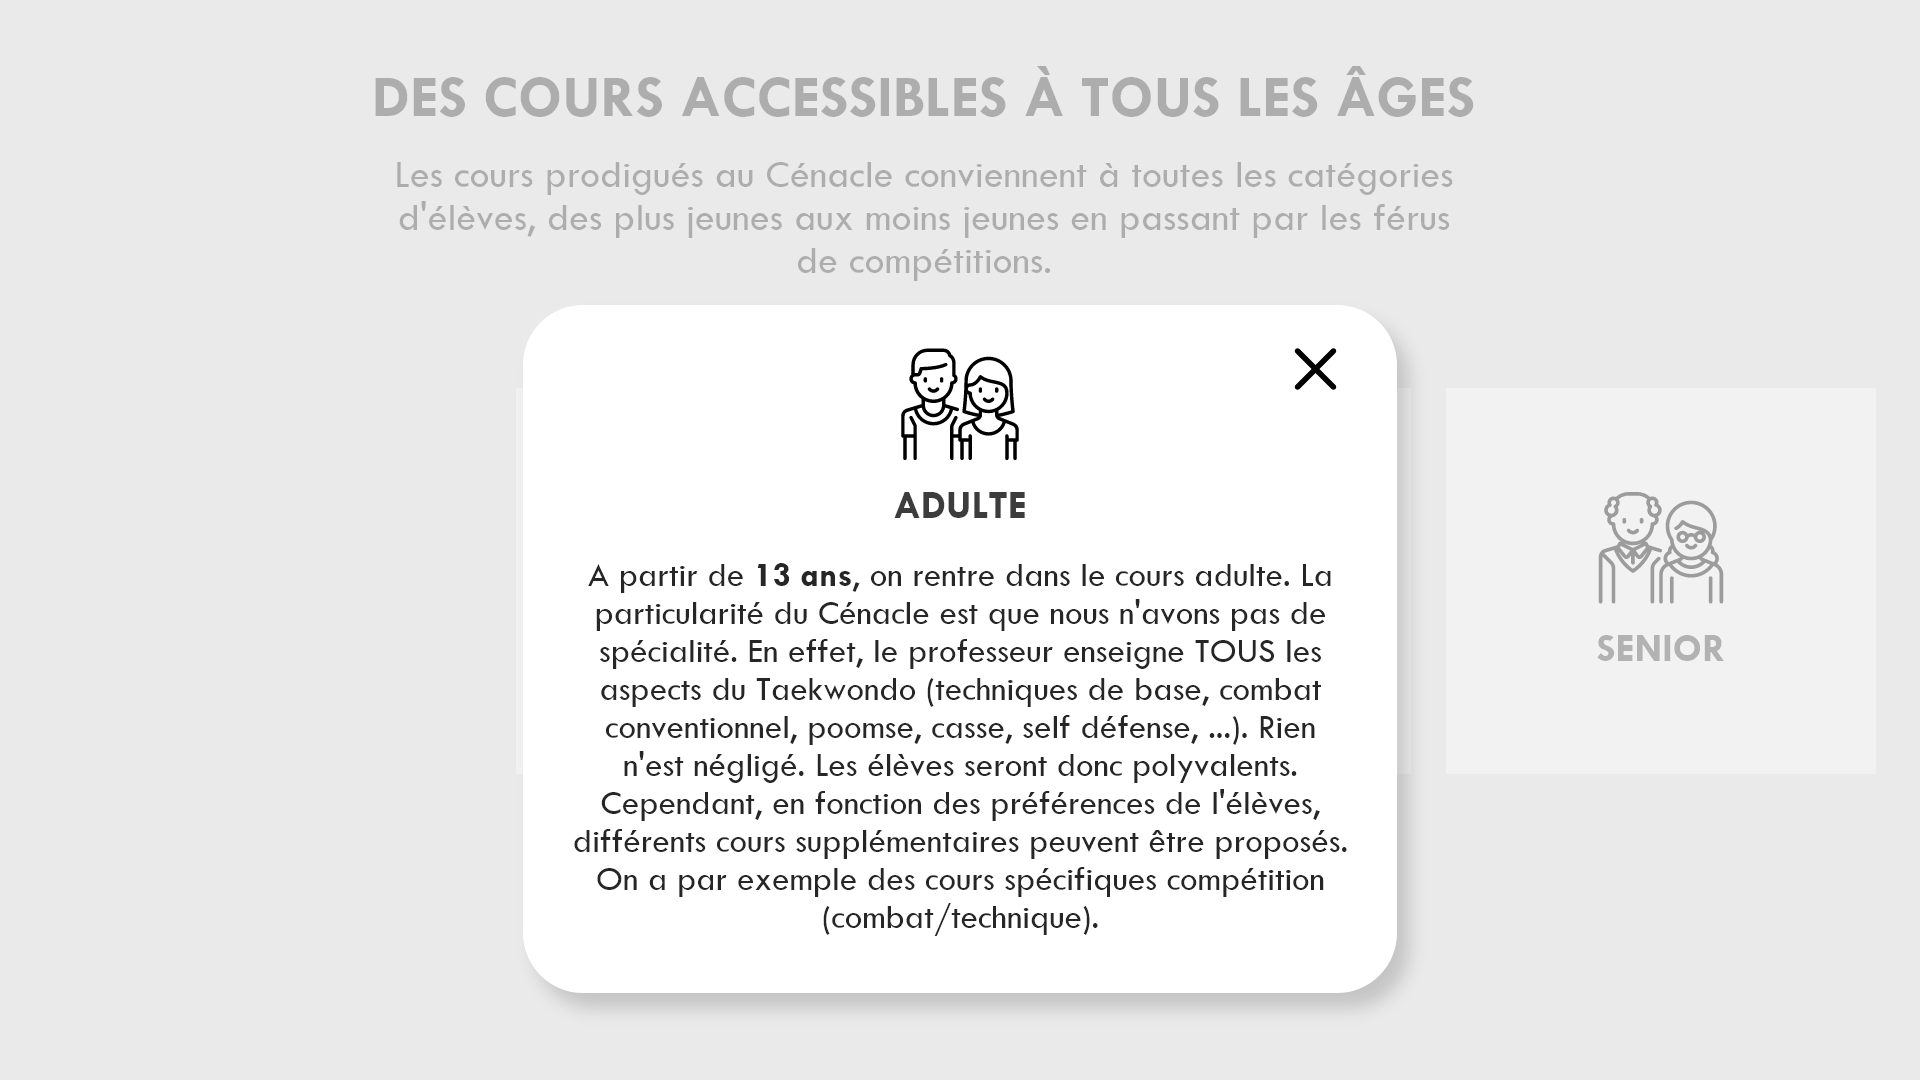 DES COURS ACCESSIBLES À TOUS LES ÂGES
Les cours prodigués au Cénacle conviennent à toutes les catégories
d'élèves, des plus jeunes aux moins jeunes en passant par les férus
de compétitions.
ADULTE
A partir de 13 ans, on rentre dans le cours adulte. La
particularité du Cénacle est que nous n'avons pas de
spécialité. En effet, le professeur enseigne TOUS les
aspects du Taekwondo (techniques de base, combat
conventionnel, poomse, casse, self défense, ...). Rien
n'est négligé. Les élèves seront donc polyvalents.
Cependant, en fonction des préférences de l'élèves,
différents cours supplémentaires peuvent être proposés.
On a par exemple des cours spécifiques compétition
(combat/technique).
SENIOR